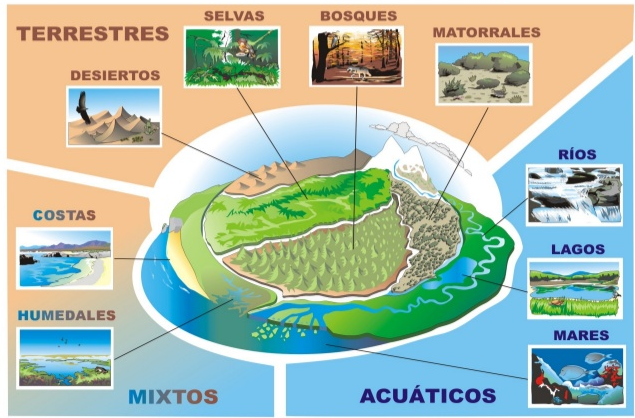 TERRESTRES
DESIERTOS
SELVAS
BOSQUES
MATORRALES
COSTAS
HUMEDALES
MIXTOS
RÍOS
LAGOS
MARES
ACUÁTICOS